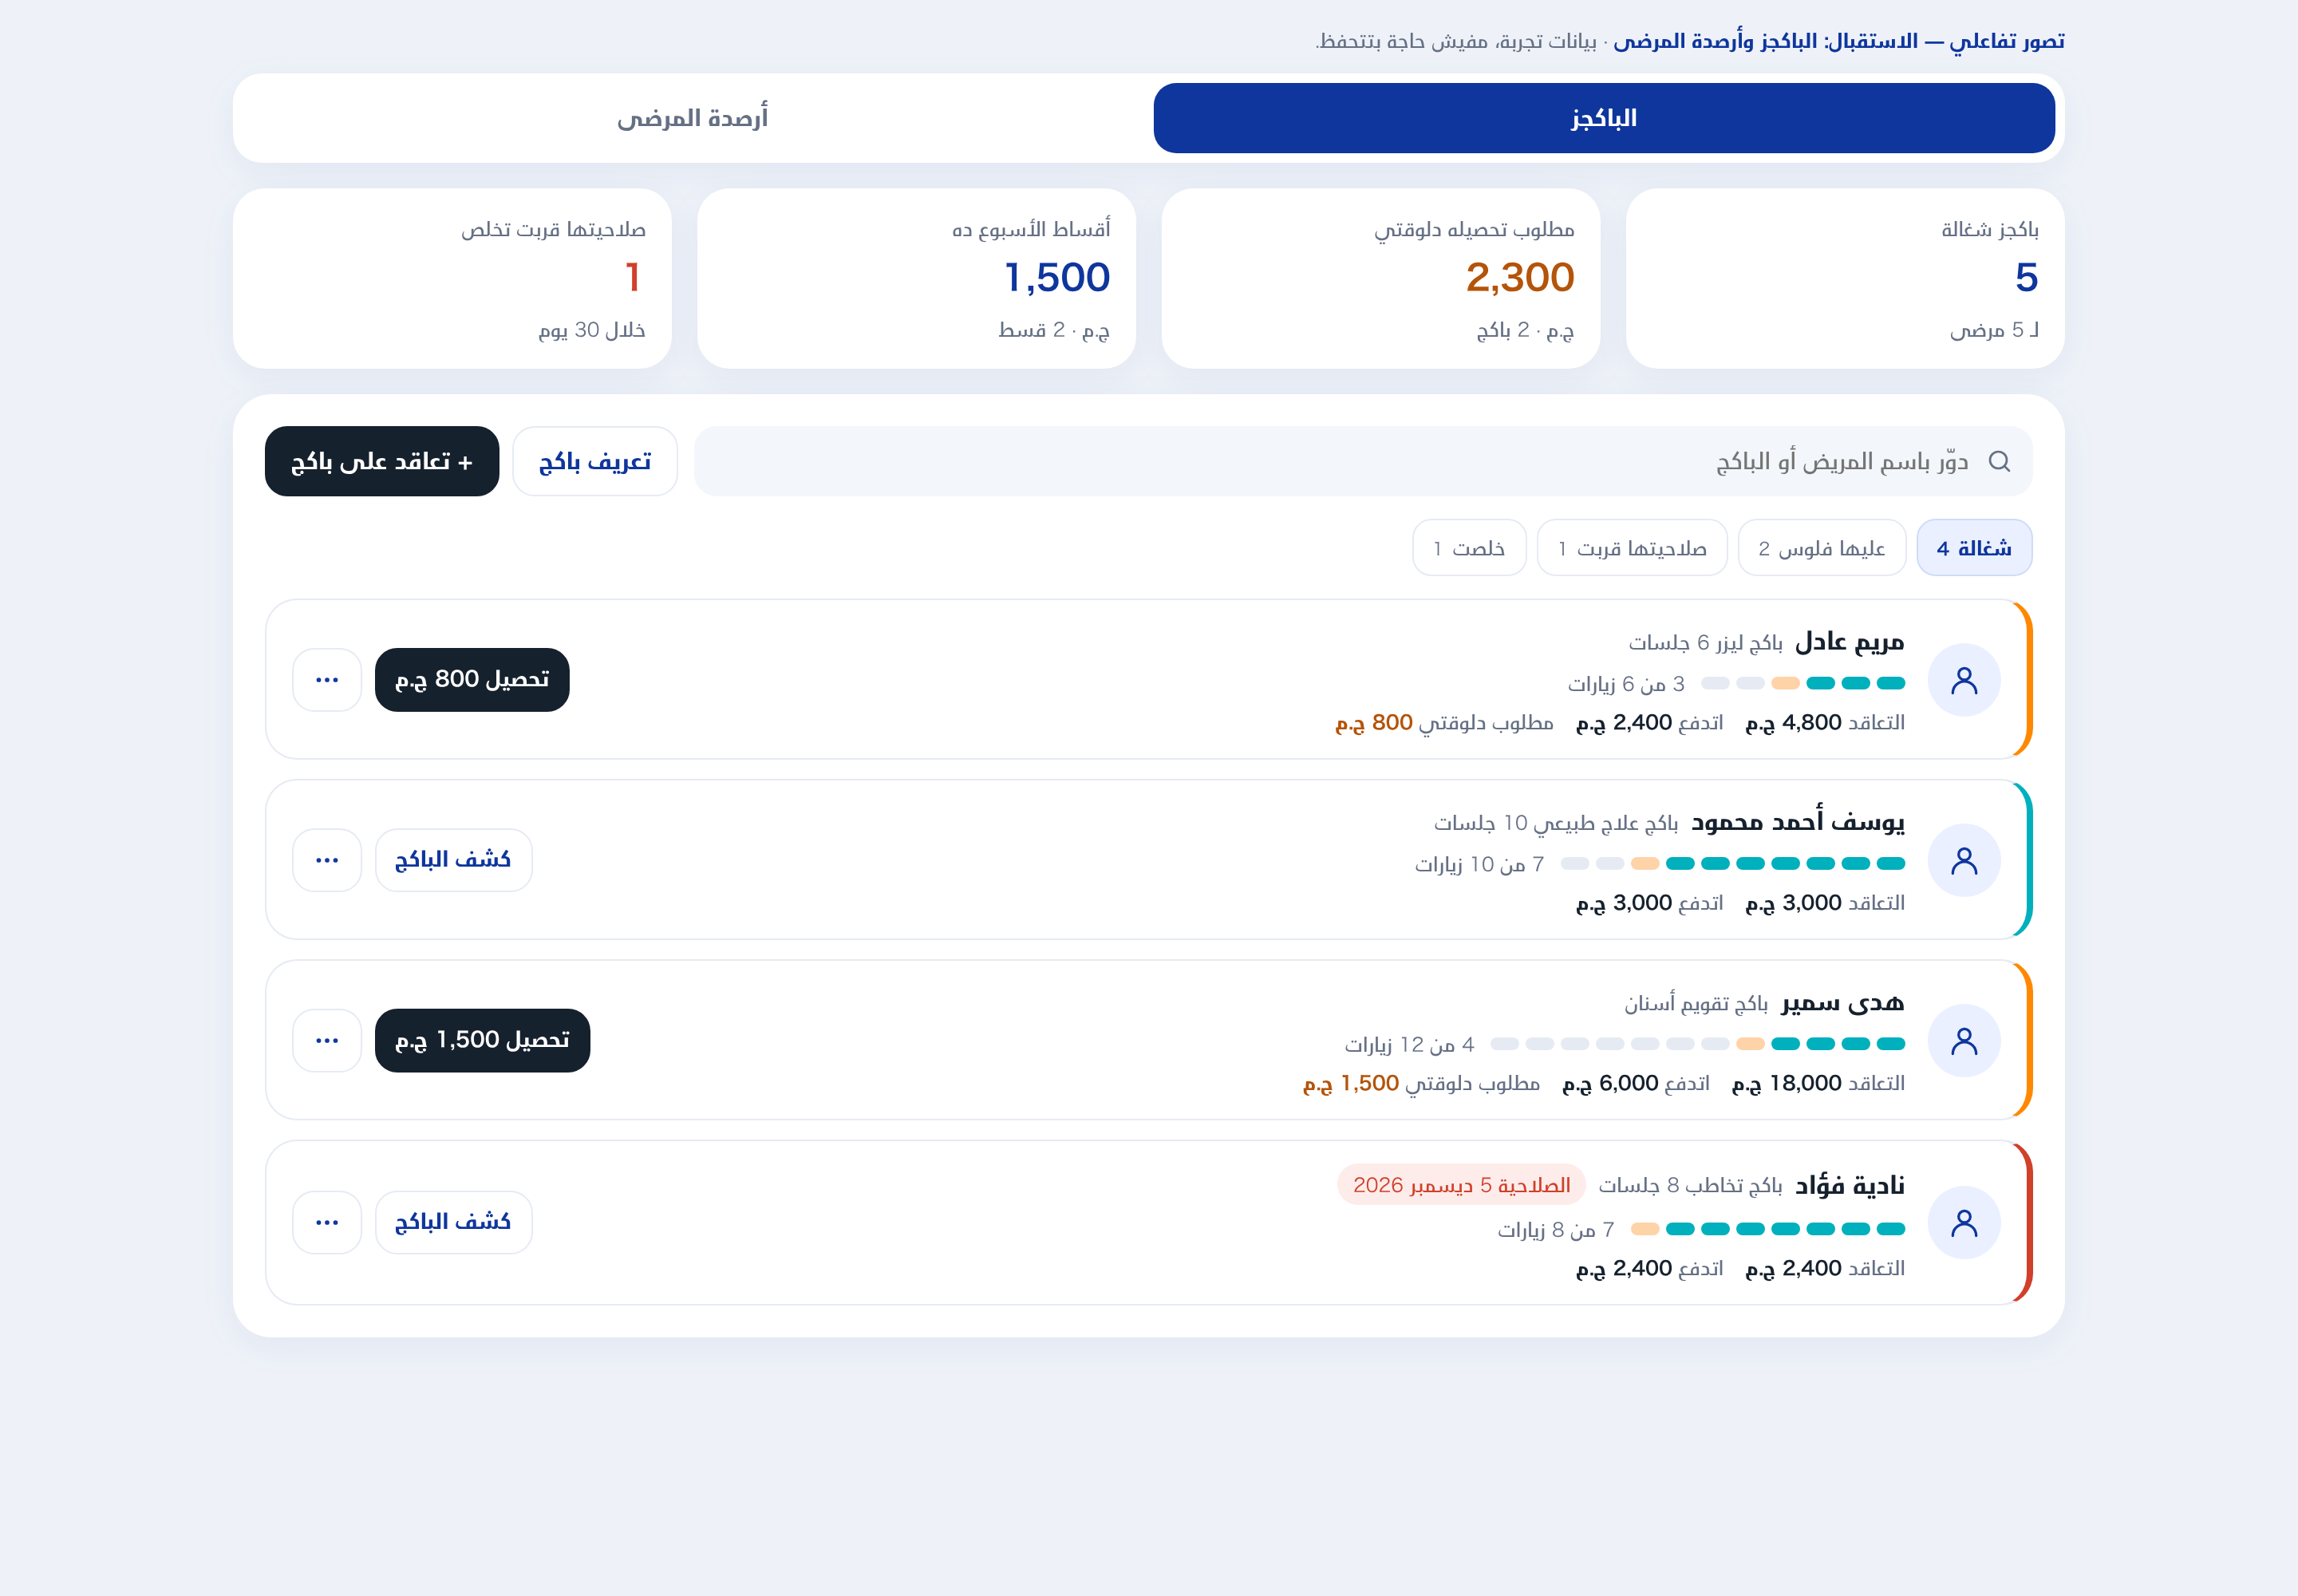 تصور تفاعلي — الاستقبال: الباكجز وأرصدة المرضى · بيانات تجربة، مفيش حاجة بتتحفظ.
الباكجز
أرصدة المرضى
باكجز شغالة
5
لـ 5 مرضى
مطلوب تحصيله دلوقتي
2,300
ج.م · 2 باكج
أقساط الأسبوع ده
1,500
ج.م · 2 قسط
صلاحيتها قربت تخلص
1
خلال 30 يوم
دوّر باسم المريض أو الباكج
تعريف باكج
+ تعاقد على باكج
شغالة 4
عليها فلوس 2
صلاحيتها قربت 1
خلصت 1
مريم عادل باكج ليزر 6 جلسات
3 من 6 زيارات
التعاقد 4,800 ج.م اتدفع 2,400 ج.م مطلوب دلوقتي 800 ج.م
تحصيل 800 ج.م
يوسف أحمد محمود باكج علاج طبيعي 10 جلسات
7 من 10 زيارات
التعاقد 3,000 ج.م اتدفع 3,000 ج.م
كشف الباكج
هدى سمير باكج تقويم أسنان
4 من 12 زيارات
التعاقد 18,000 ج.م اتدفع 6,000 ج.م مطلوب دلوقتي 1,500 ج.م
تحصيل 1,500 ج.م
نادية فؤاد باكج تخاطب 8 جلسات الصلاحية 5 ديسمبر 2026
7 من 8 زيارات
التعاقد 2,400 ج.م اتدفع 2,400 ج.م
كشف الباكج